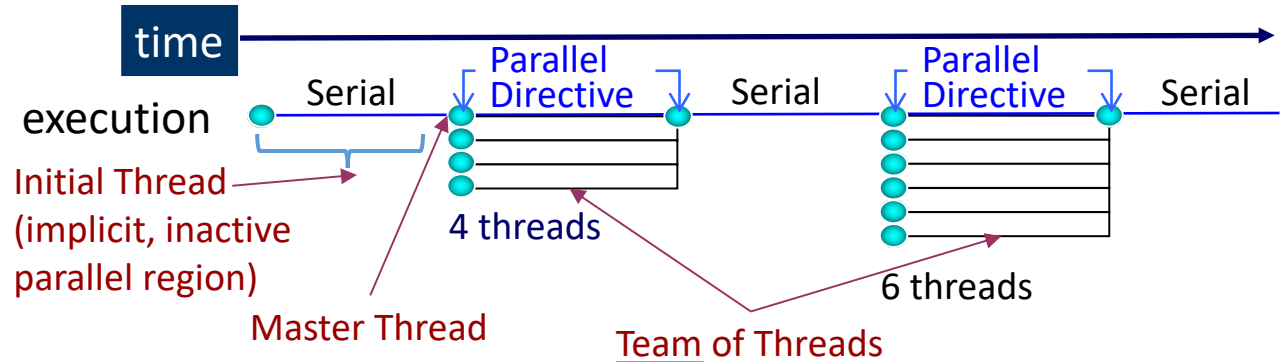 time
Serial
Parallel
Directive
Serial
Parallel
Directive
Serial
execution
Initial Thread
(implicit, inactive
parallel region)
4 threads
6 threads
Master Thread
Team of Threads